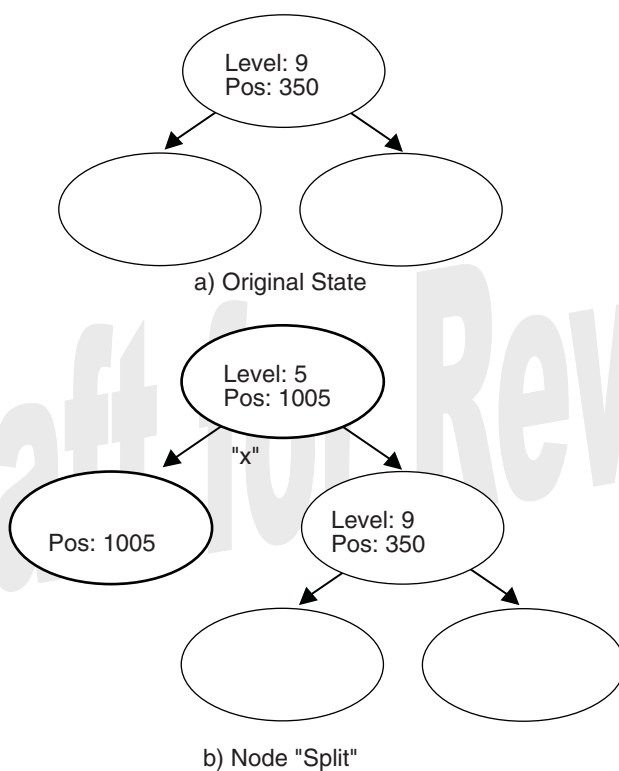 Level: 9
Pos: 350
a) Original State
Level: 5
Pos: 1005
"x"
Pos: 1005
Level: 9
Pos: 350
b) Node "Split"